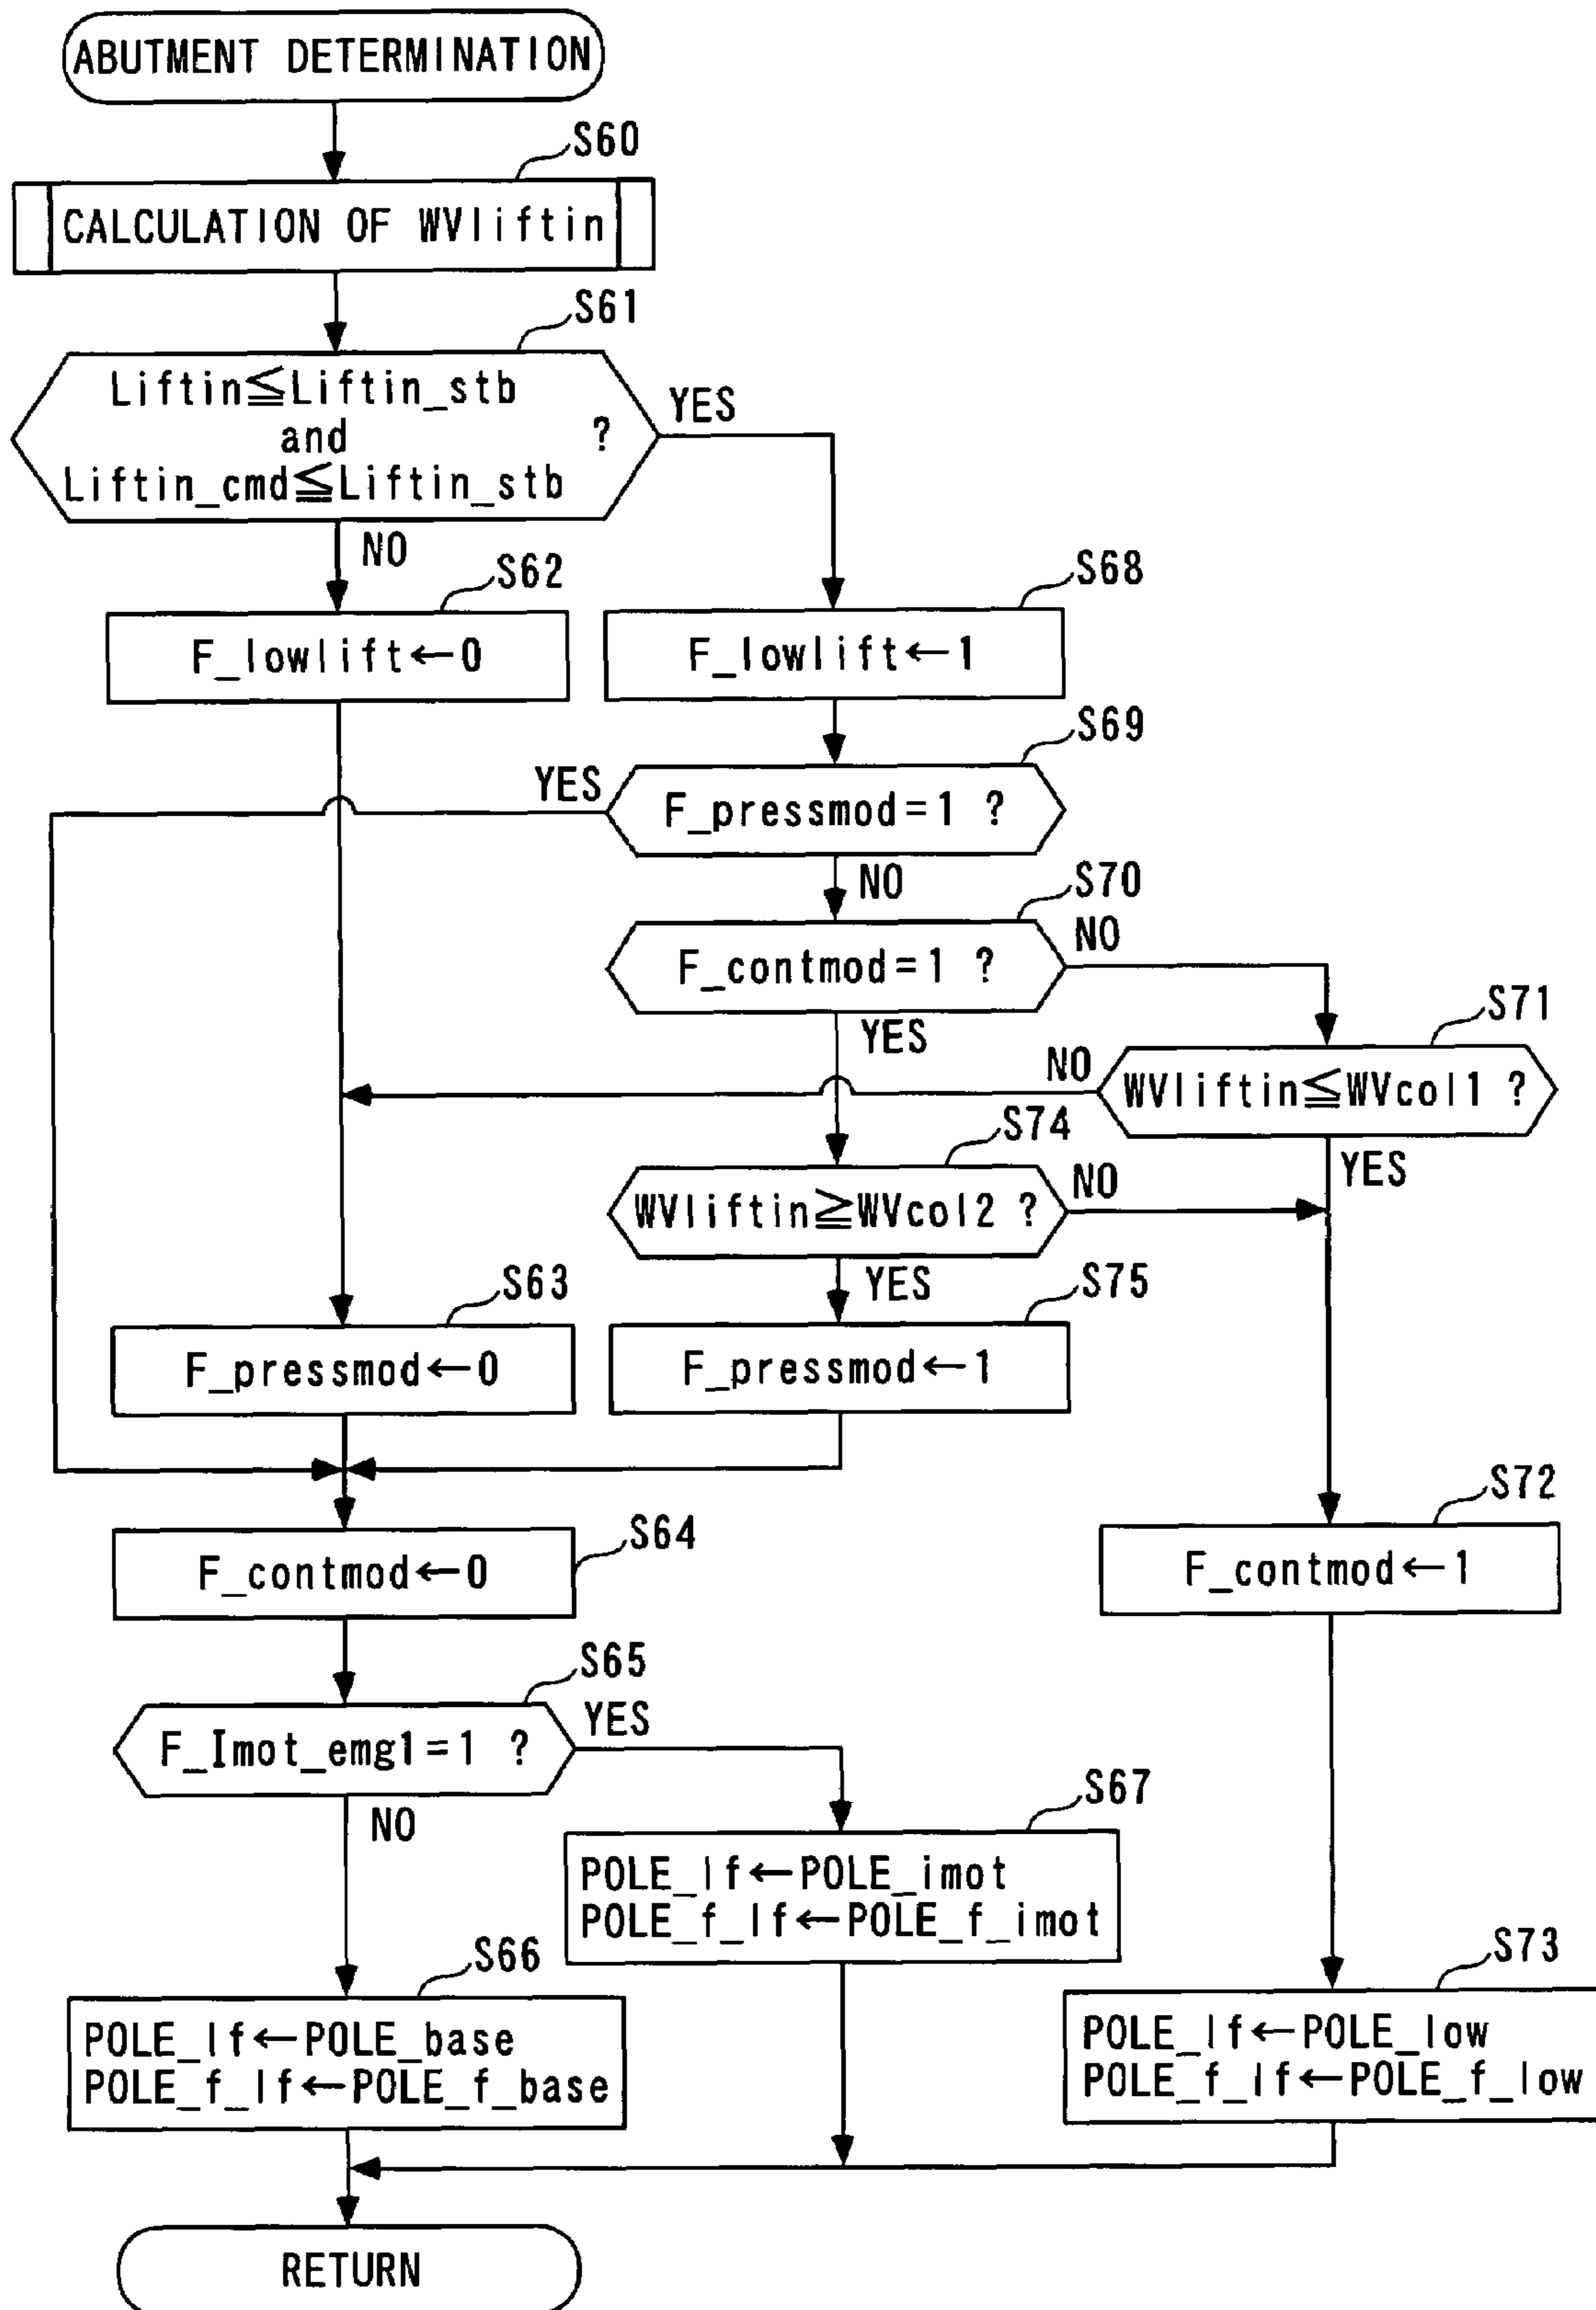 ABUTMENT DETERMINATION
S60
CALCULATION OF WVliftin
S61
Liftin≦Liftin_stb
and ?
Liftin_cmd≦Liftin_stb
YES
NO
S62
F_lowlift←0
S68
F_lowlift←1
S69
YES
F_pressmod=1 ?
NO
S70
F_contmod=1 ?
NO
YES
S71
NO
WVliftin≦WVcol1 ?
YES
S74
WVliftin≧WVcol2 ?
NO
YES
S63
F_pressmod←0
S75
F_pressmod←1
S64
F_contmod←0
S72
F_contmod←1
S65
F_Imot_emg1=1 ?
YES
NO
S67
POLE_lf←POLE_imot
POLE_f_lf←POLE_f_imot
S66
POLE_lf←POLE_base
POLE_f_lf←POLE_f_base
S73
POLE_lf←POLE_low
POLE_f_lf←POLE_f_low
RETURN